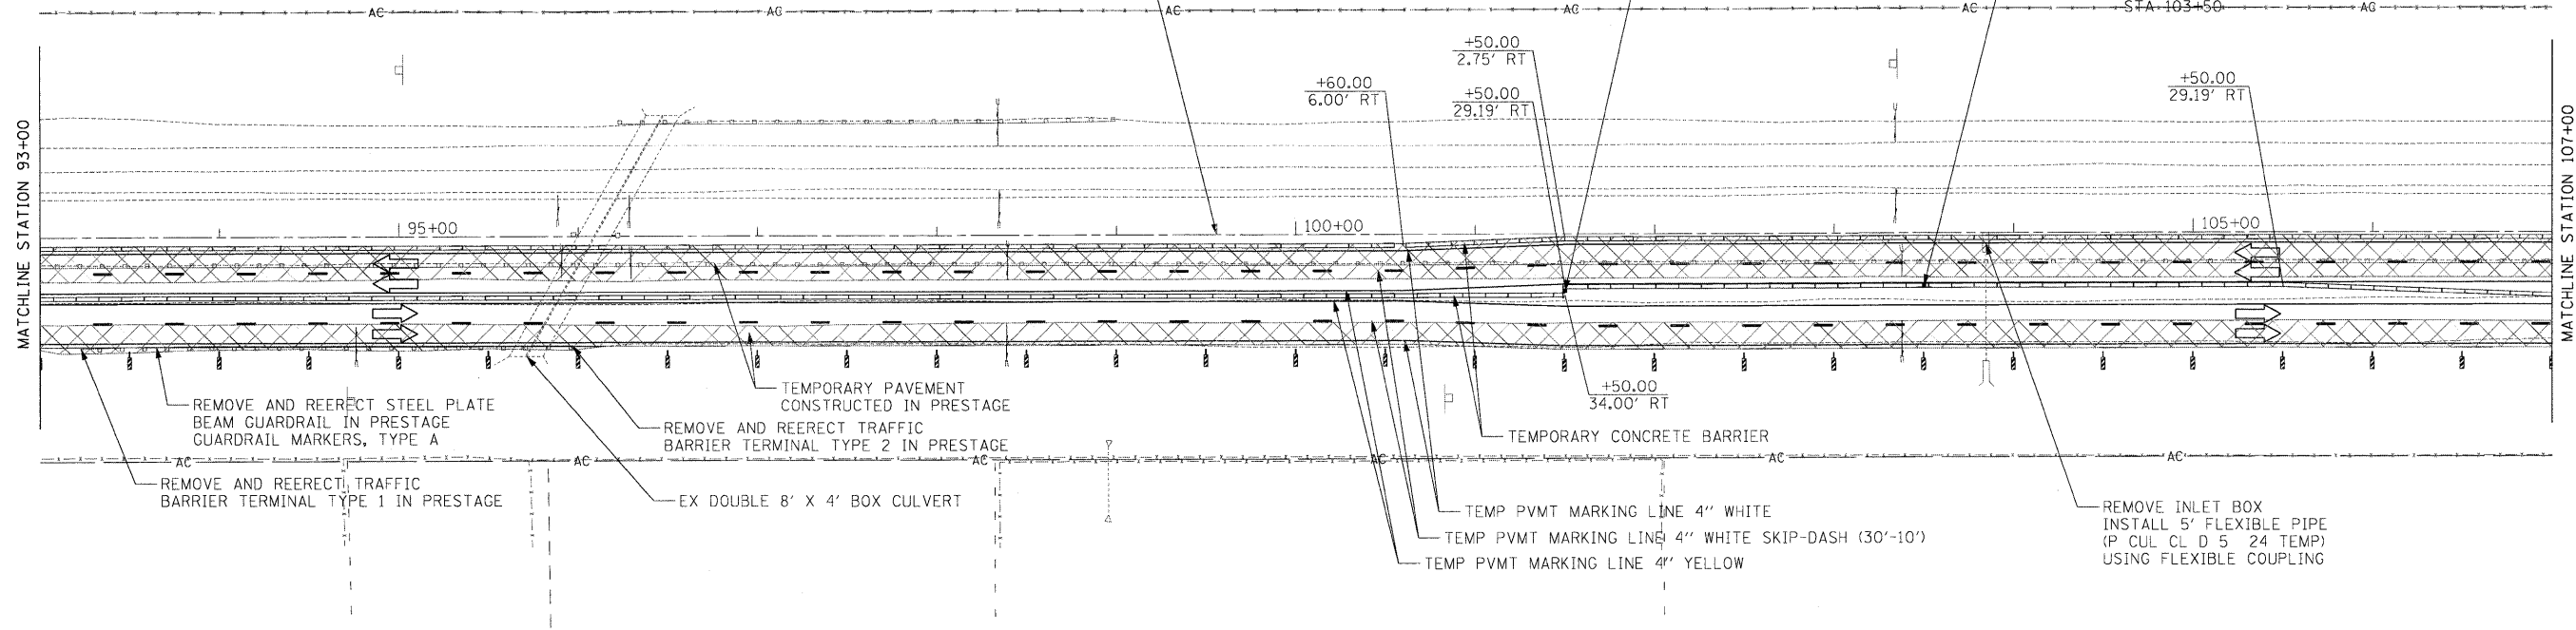 AC AC AC AC AC STA 103+50 AC
+50.00
2.75' RT
+60.00
6.00' RT
+50.00
29.19' RT
+50.00
29.19' RT
MATCHLINE STATION 93+00
MATCHLINE STATION 107+00
95+00
100+00
105+00
REMOVE AND REERECT STEEL PLATE
BEAM GUARDRAIL IN PRESTAGE
GUARDRAIL MARKERS, TYPE A
TEMPORARY PAVEMENT
CONSTRUCTED IN PRESTAGE
REMOVE AND REERECT TRAFFIC
BARRIER TERMINAL TYPE 2 IN PRESTAGE
+50.00
34.00' RT
TEMPORARY CONCRETE BARRIER
AC AC AC AC AC AC
REMOVE AND REERECT TRAFFIC
BARRIER TERMINAL TYPE 1 IN PRESTAGE
EX DOUBLE 8' X 4' BOX CULVERT
TEMP PVMT MARKING LINE 4" WHITE
TEMP PVMT MARKING LINE 4" WHITE SKIP-DASH (30'-10')
TEMP PVMT MARKING LINE 4" YELLOW
REMOVE INLET BOX
INSTALL 5' FLEXIBLE PIPE
(P CUL CL D 5 24 TEMP)
USING FLEXIBLE COUPLING